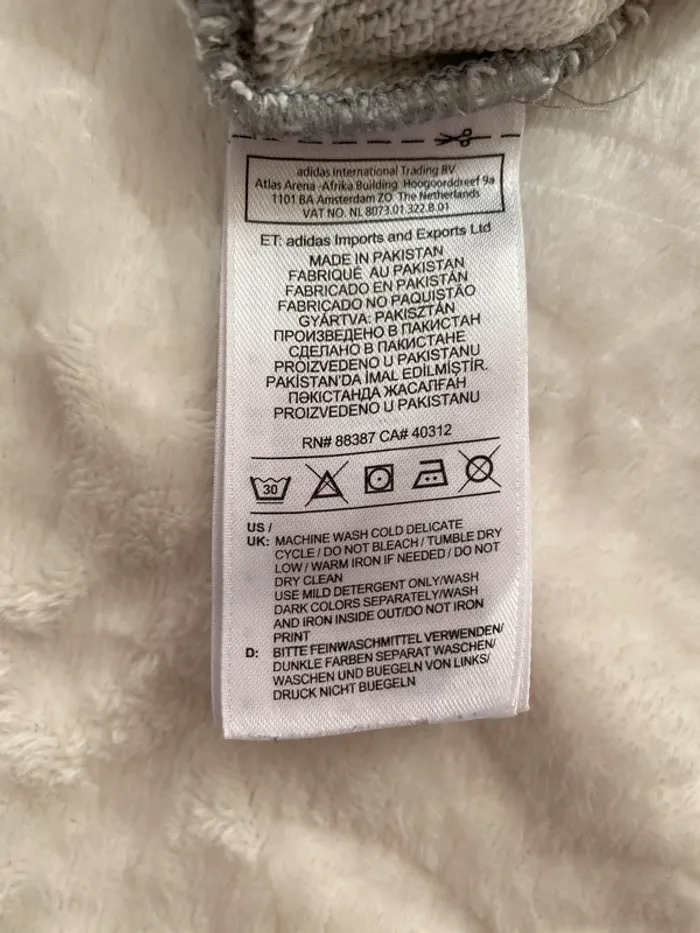 adidas International Trading BV
Atlas Arena -Afrika Building Hoogoorddreef 9a
1101 BA Amsterdam ZO The Netherlands
VAT NO. NL 8073.01.322.B.01
ET: adidas Imports and Exports Ltd
MADE IN PAKISTAN
FABRIQUÉ AU PAKISTAN
FABRICADO EN PAKISTÁN
FABRICADO NO PAQUISTÃO
GYÁRTVA: PAKISZTÁN
ПРОИЗВЕДЕНО В ПАКИСТАН
СДЕЛАНО В ПАКИСТАНЕ
PROIZVEDENO U PAKISTANU
PAKİSTAN'DA İMAL EDİLMİŞTİR.
ПӘКІСТАНДА ЖАСАЛҒАН
PROIZVEDENO U PAKISTANU
RN# 88387 CA# 40312
30
US /
UK: MACHINE WASH COLD DELICATE
CYCLE / DO NOT BLEACH / TUMBLE DRY
LOW / WARM IRON IF NEEDED / DO NOT
DRY CLEAN
USE MILD DETERGENT ONLY/WASH
DARK COLORS SEPARATELY/WASH
AND IRON INSIDE OUT/DO NOT IRON
PRINT
D: BITTE FEINWASCHMITTEL VERWENDEN/
DUNKLE FARBEN SEPARAT WASCHEN/
WASCHEN UND BUEGELN VON LINKS/
DRUCK NICHT BUEGELN